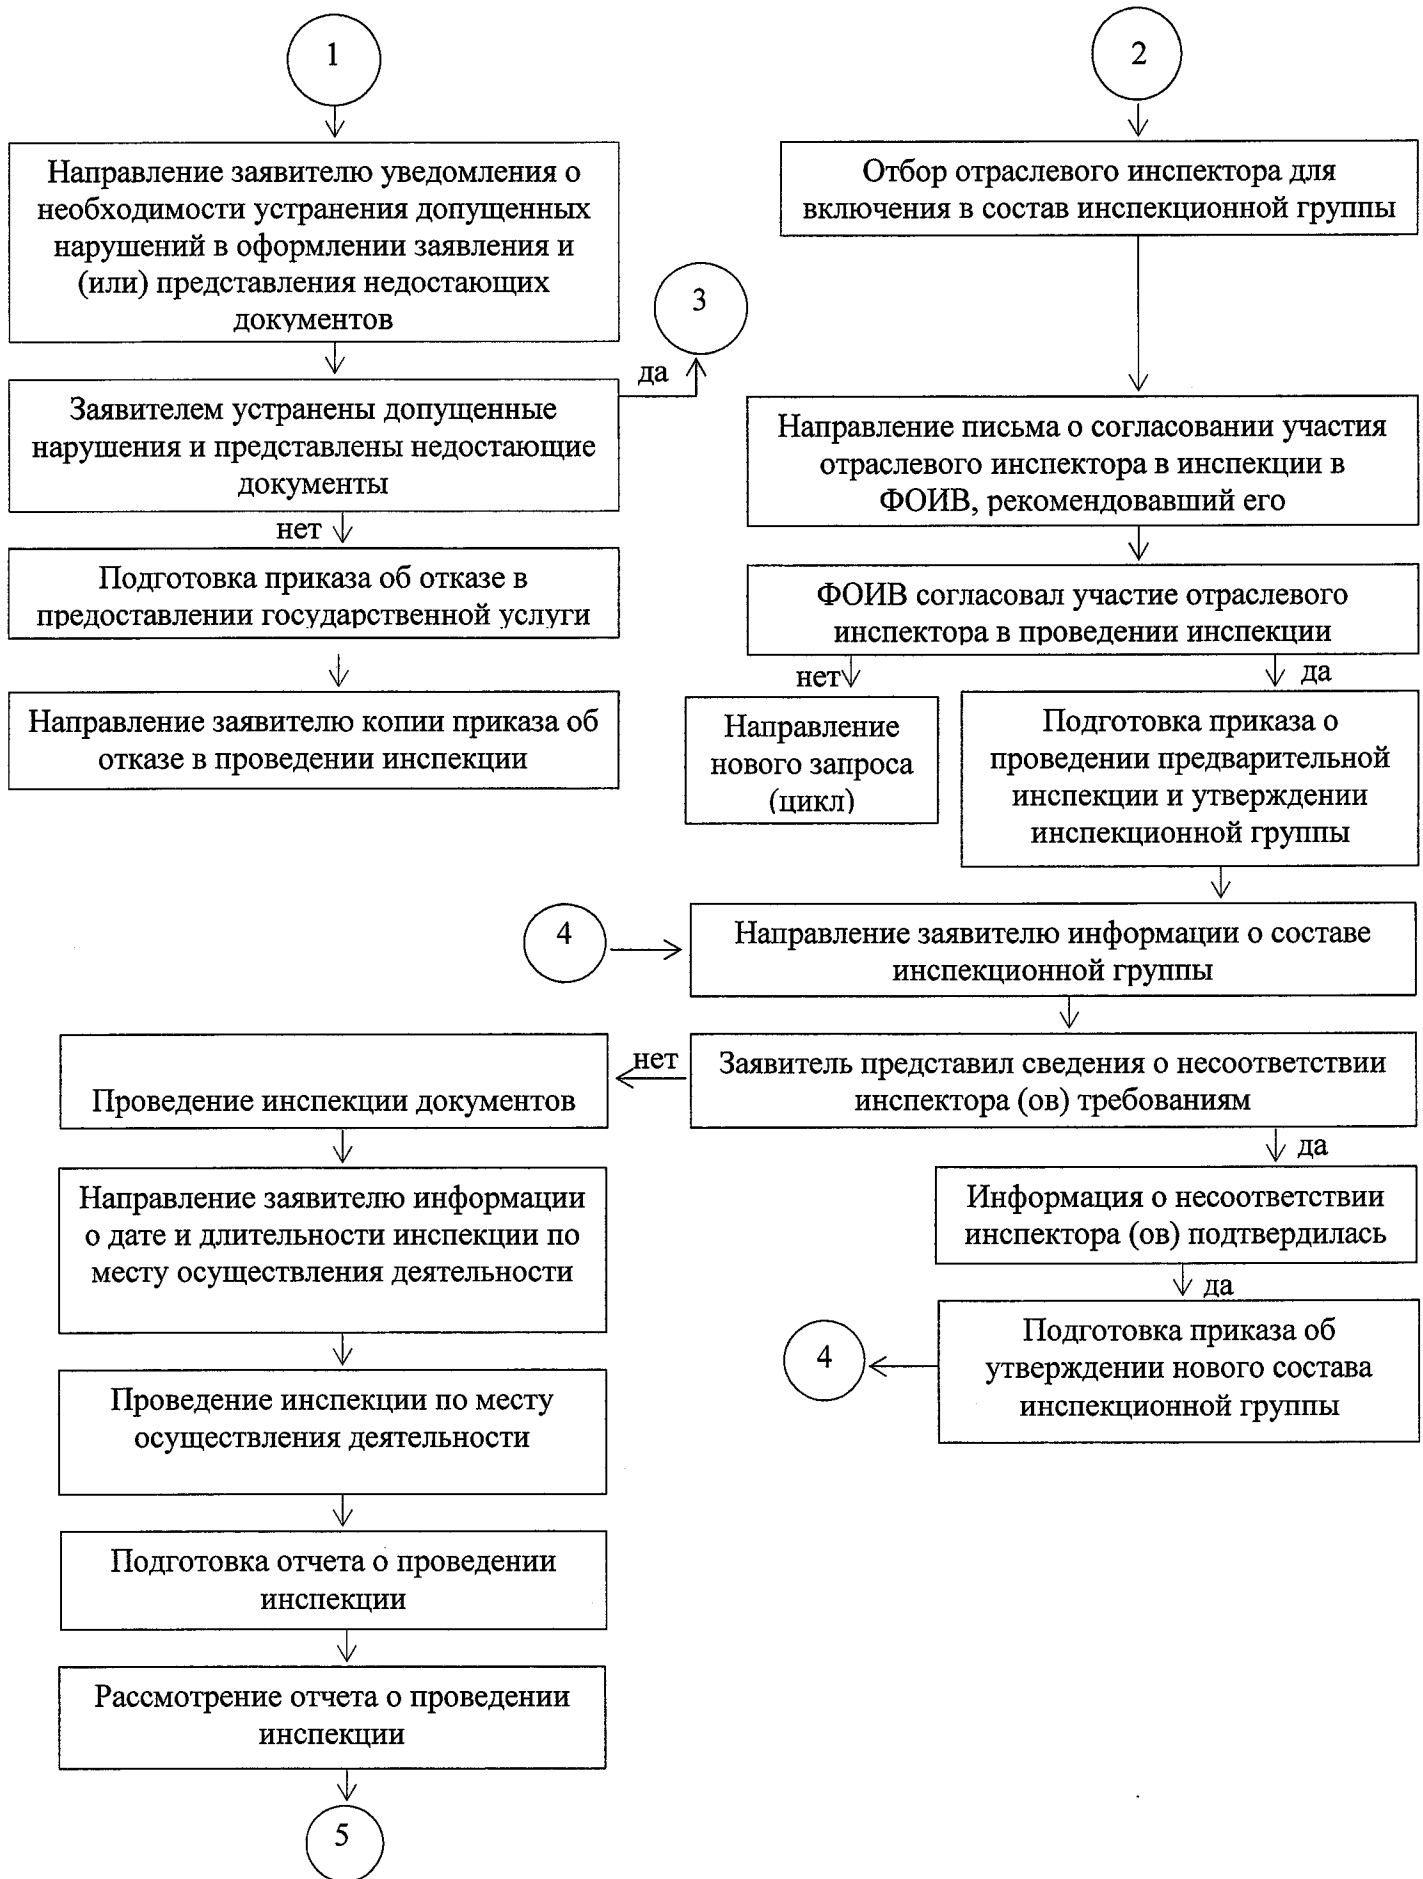 1
Направление заявителю уведомления о
необходимости устранения допущенных
нарушений в оформлении заявления и
(или) представления недостающих
документов
3
да
Заявителем устранены допущенные
нарушения и представлены недостающие
документы
нет
Подготовка приказа об отказе в
предоставлении государственной услуги
Направление заявителю копии приказа об
отказе в проведении инспекции
2
Отбор отраслевого инспектора для
включения в состав инспекционной группы
Направление письма о согласовании участия
отраслевого инспектора в инспекции в
ФОИВ, рекомендовавший его
ФОИВ согласовал участие отраслевого
инспектора в проведении инспекции
нет
да
Направление
нового запроса
(цикл)
Подготовка приказа о
проведении предварительной
инспекции и утверждении
инспекционной группы
4
Направление заявителю информации о составе
инспекционной группы
Заявитель представил сведения о несоответствии
инспектора (ов) требованиям
нет
да
Информация о несоответствии
инспектора (ов) подтвердилась
да
Подготовка приказа об
утверждении нового состава
инспекционной группы
4
Проведение инспекции документов
Направление заявителю информации
о дате и длительности инспекции по
месту осуществления деятельности
Проведение инспекции по месту
осуществления деятельности
Подготовка отчета о проведении
инспекции
Рассмотрение отчета о проведении
инспекции
5